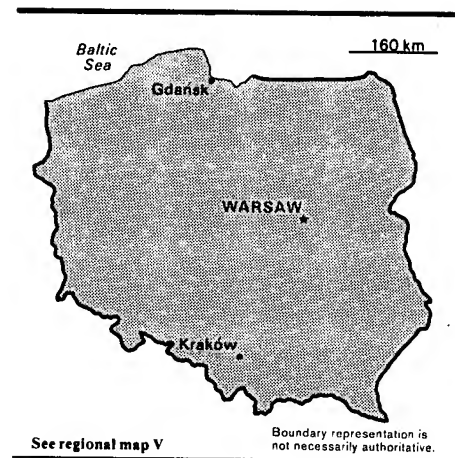 Baltic
Sea
160 km
Gdańsk
WARSAW
Kraków
See regional map V
Boundary representation is
not necessarily authoritative.